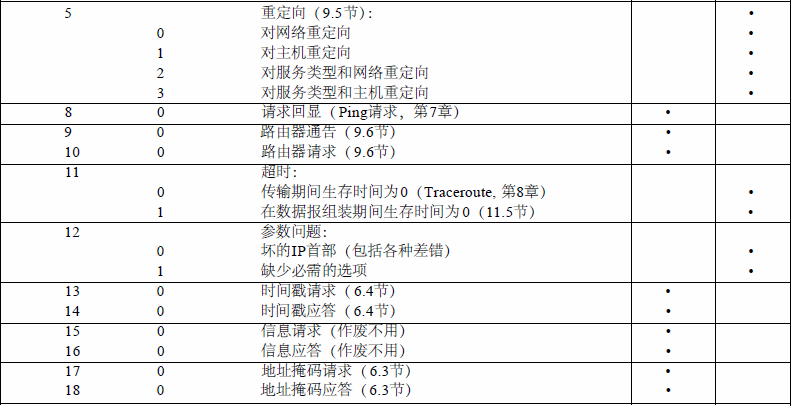 5 重定向（9.5节）： •
0 对网络重定向 •
1 对主机重定向 •
2 对服务类型和网络重定向 •
3 对服务类型和主机重定向 •
8 0 请求回显（Ping请求，第7章） •
9 0 路由器通告（9.6节） •
10 0 路由器请求（9.6节） •
11 超时：
0 传输期间生存时间为0（Traceroute, 第8章） •
1 在数据报组装期间生存时间为0（11.5节） •
12 参数问题：
0 坏的IP首部（包括各种差错） •
1 缺少必需的选项 •
13 0 时间戳请求（6.4节） •
14 0 时间戳应答（6.4节） •
15 0 信息请求（作废不用） •
16 0 信息应答（作废不用） •
17 0 地址掩码请求（6.3节） •
18 0 地址掩码应答（6.3节） •